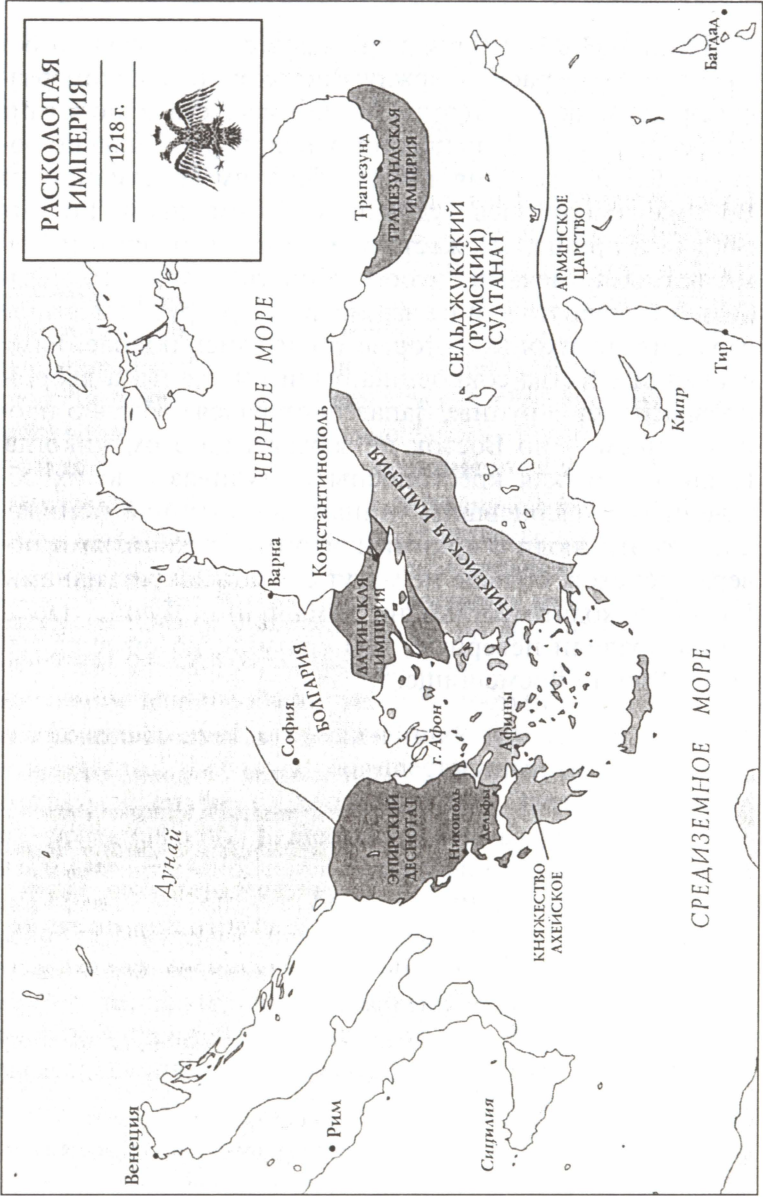 РАСКОЛОТАЯ
ИМПЕРИЯ
1218 г.
Венеция
Рим
Сицилия
Дунай
София
БОЛГАРИЯ
Варна
ЧЕРНОЕ МОРЕ
Константинополь
ЛАТИНСКАЯ
ИМПЕРИЯ
ЭПИРСКИЙ
ДЕСПОТАТ
Никополь
Дельфы
г. Афон
Афины
КНЯЖЕСТВО
АХЕЙСКОЕ
НИКЕЙСКАЯ ИМПЕРИЯ
Трапезунд
ТРАПЕЗУНДСКАЯ
ИМПЕРИЯ
СЕЛЬДЖУКСКИЙ
(РУМСКИЙ)
СУЛТАНАТ
АРМЯНСКОЕ
ЦАРСТВО
Кипр
Тир
Багдад
СРЕДИЗЕМНОЕ МОРЕ